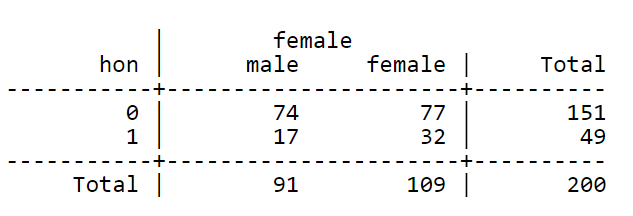 female
hon male female Total
0 74 77 151
1 17 32 49
Total 91 109 200